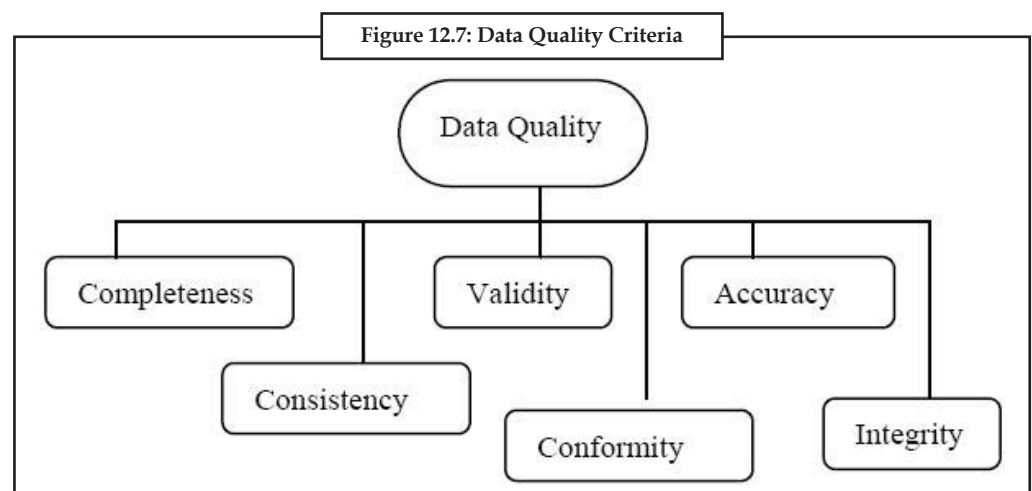 Figure 12.7: Data Quality Criteria
Data Quality
Completeness
Validity
Accuracy
Consistency
Conformity
Integrity